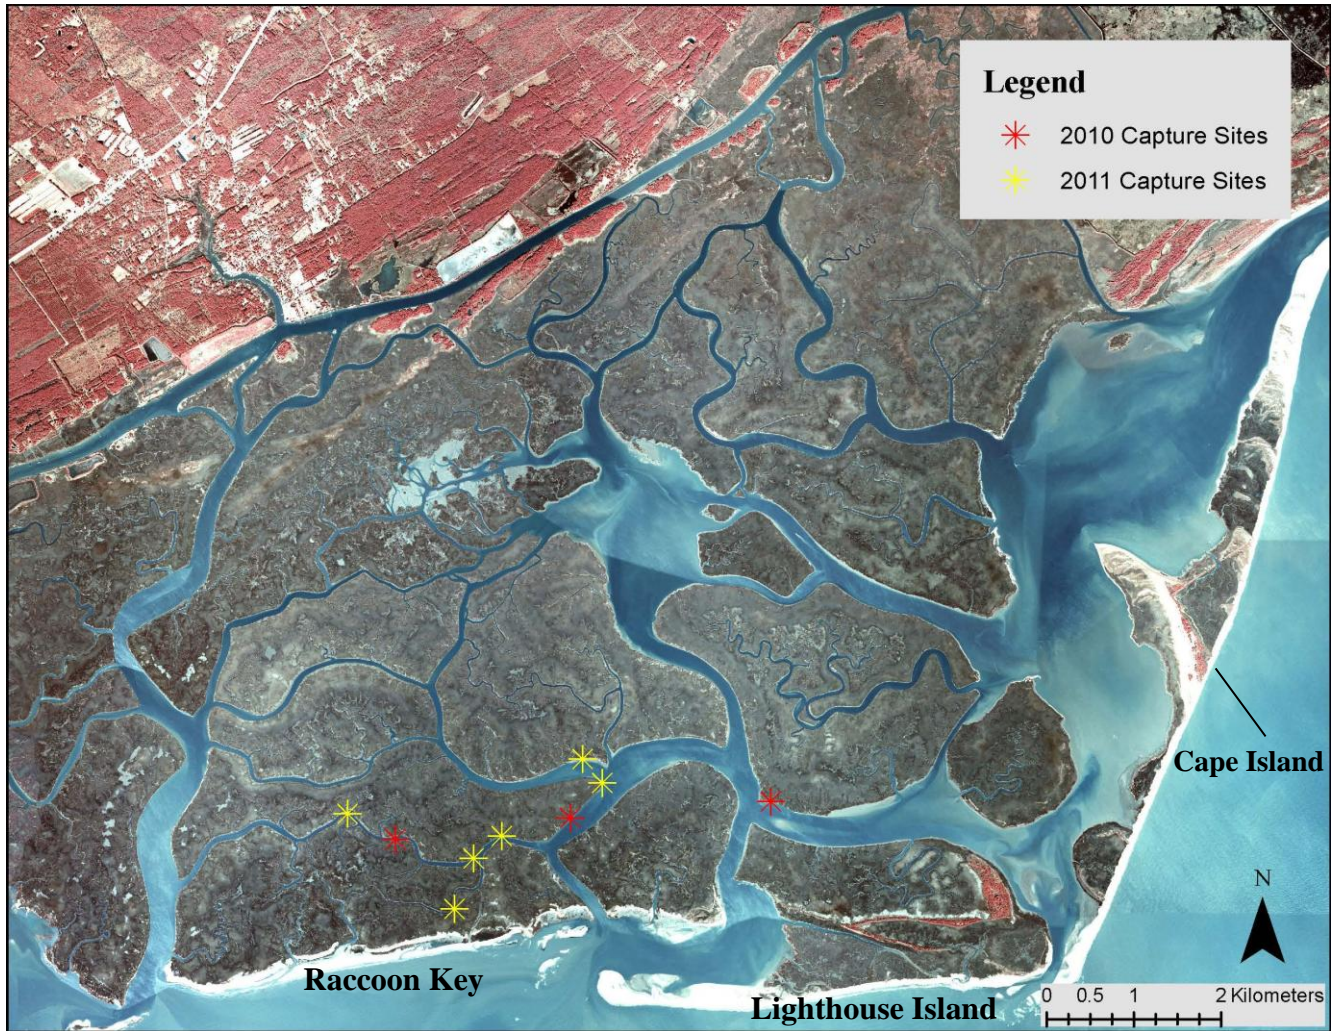 Legend
2010 Capture Sites
2011 Capture Sites
Cape Island
N
Raccoon Key
Lighthouse Island
0 0.5 1 2 Kilometers